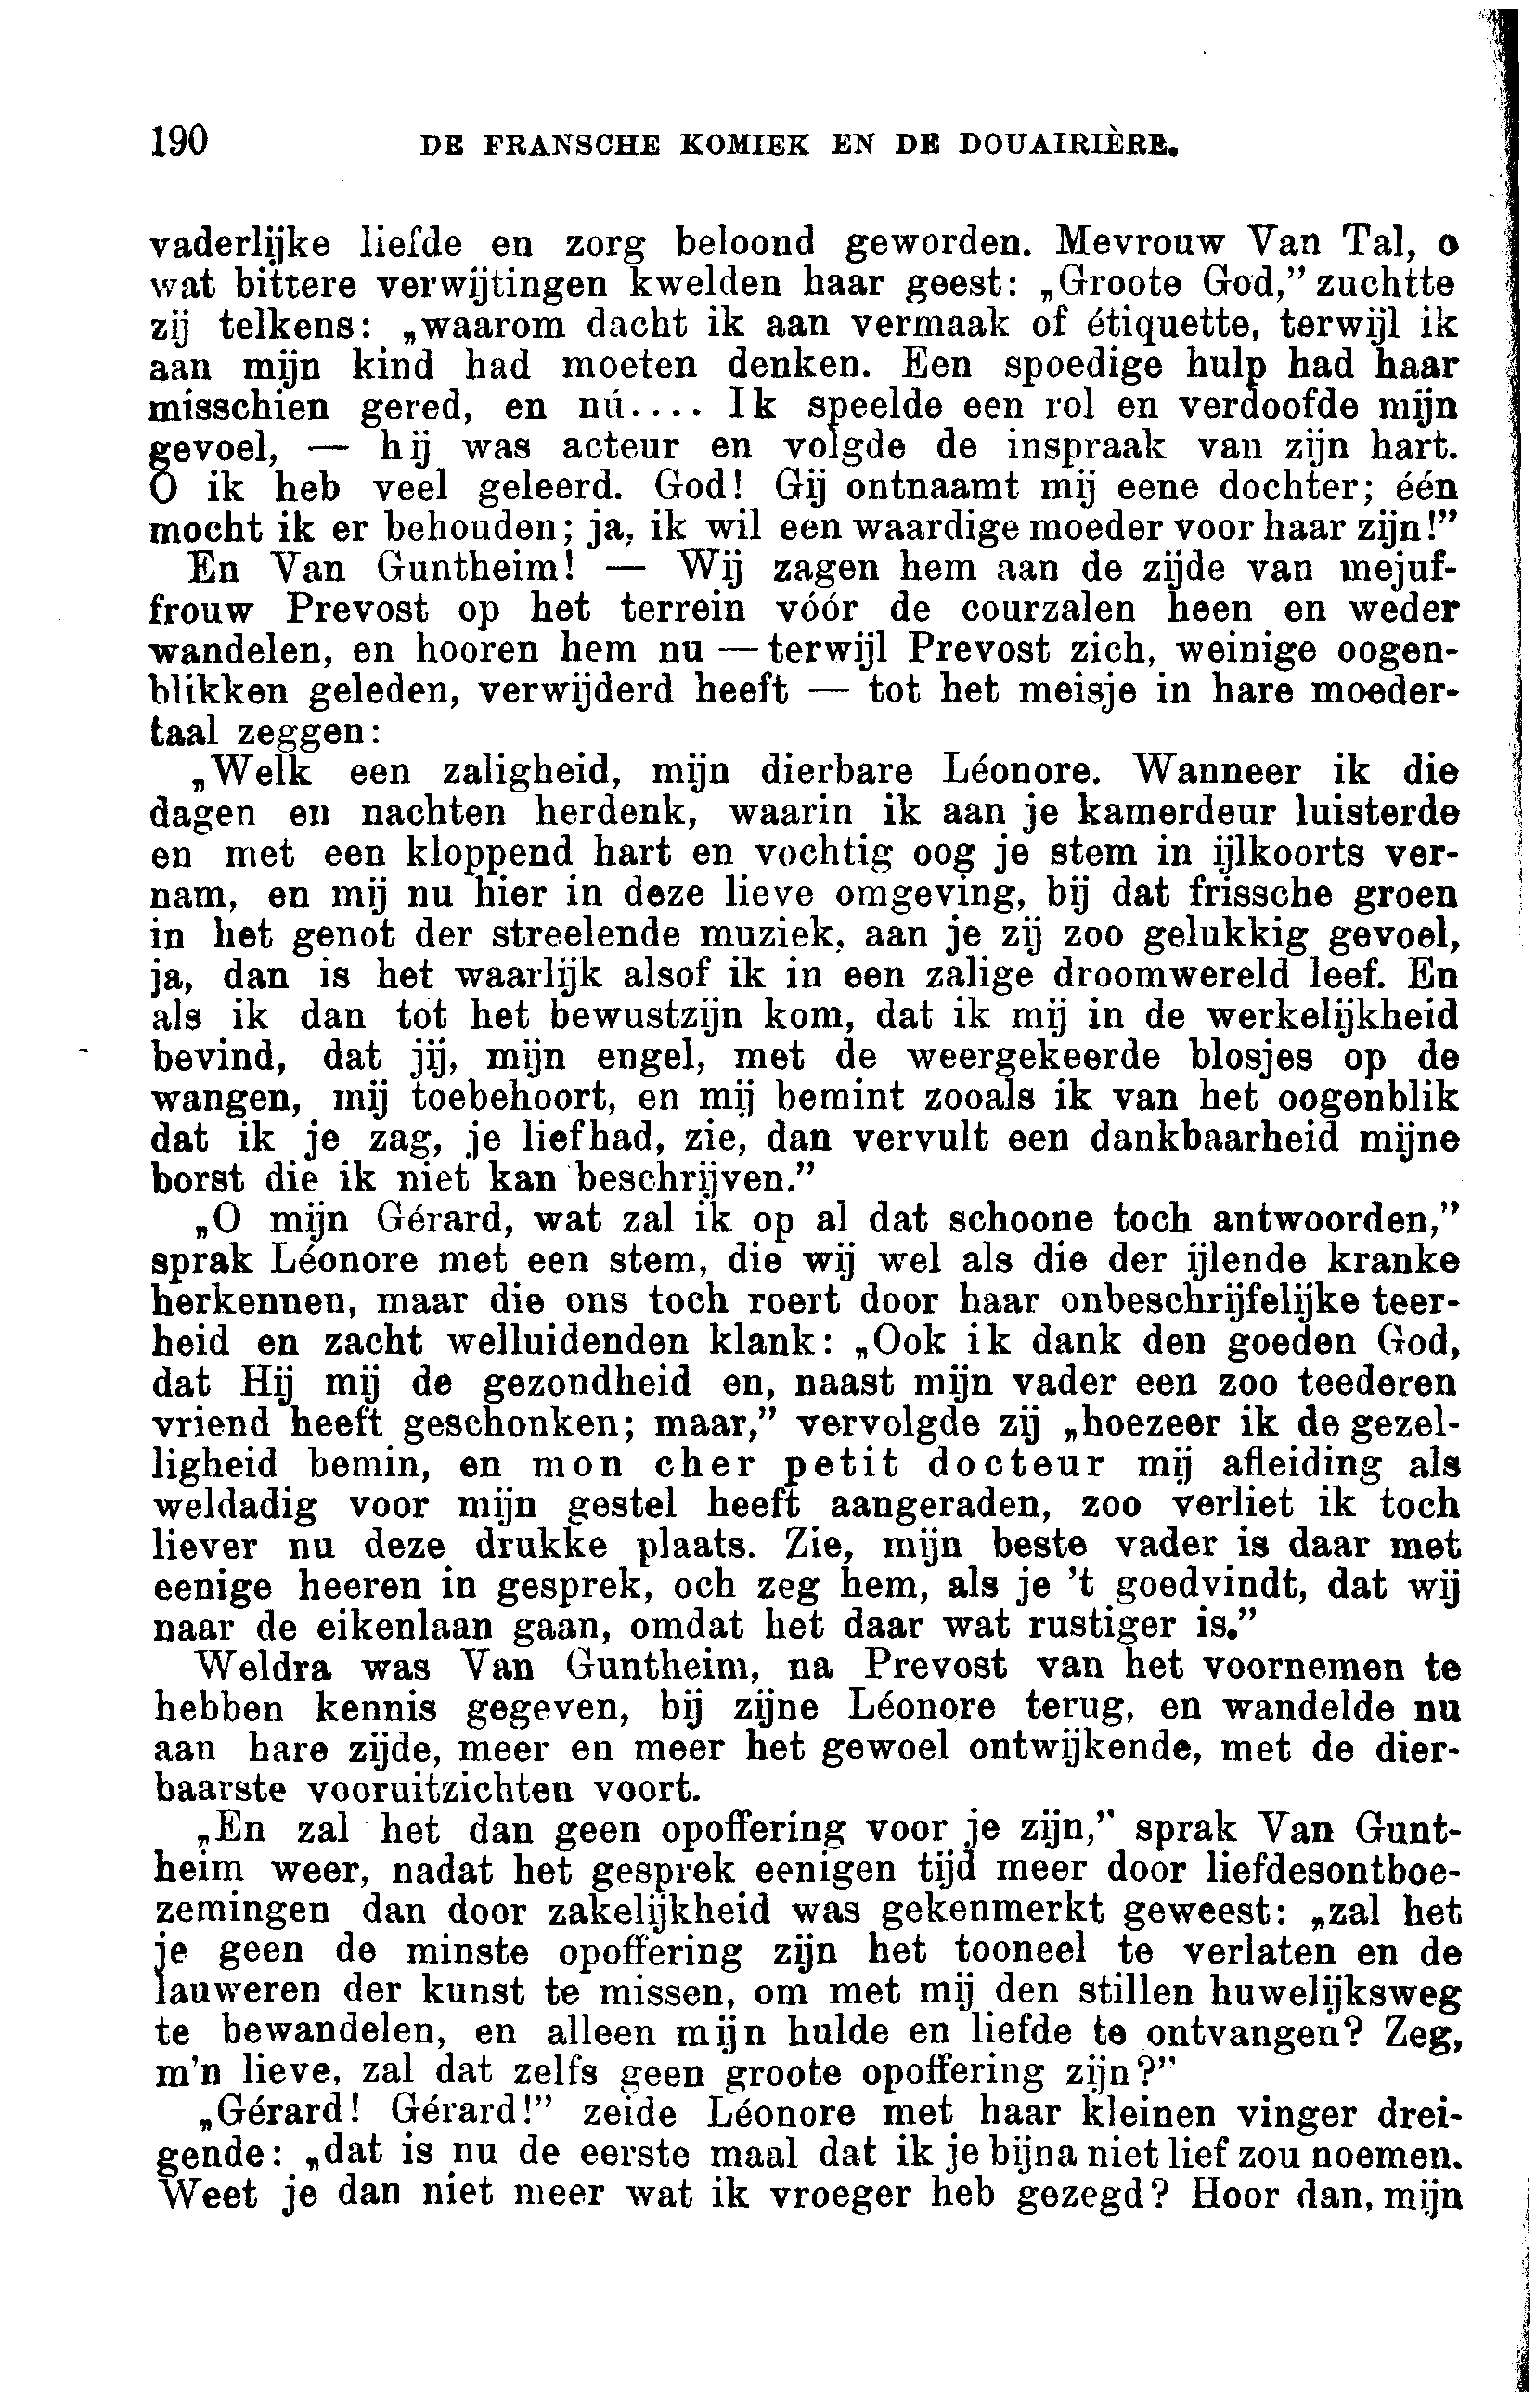 190 DE FRANSCHE KOMIEK EN DE DOUAIRIÈRE.
vaderlijke liefde en zorg beloond geworden. Mevrouw Van Tal, o
wat bittere verwijtingen kwelden haar geest: „Groote God,” zuchtte
zij telkens: „waarom dacht ik aan vermaak of étiquette, terwijl ik
aan mijn kind had moeten denken. Een spoedige hulp had haar
misschien gered, en nú.... Ik speelde een rol en verdoofde mijn
gevoel, — hij was acteur en volgde de inspraak van zijn hart.
O ik heb veel geleerd. God! Gij ontnaamt mij eene dochter; één
mocht ik er behouden; ja, ik wil een waardige moeder voor haar zijn!”
En Van Guntheim! — Wij zagen hem aan de zijde van mejuf-
frouw Prevost op het terrein vóór de courzalen heen en weder
wandelen, en hooren hem nu — terwijl Prevost zich, weinige oogen-
blikken geleden, verwijderd heeft — tot het meisje in hare moeder-
taal zeggen:
„Welk een zaligheid, mijn dierbare Léonore. Wanneer ik die
dagen en nachten herdenk, waarin ik aan je kamerdeur luisterde
en met een kloppend hart en vochtig oog je stem in ijlkoorts ver-
nam, en mij nu hier in deze lieve omgeving, bij dat frissche groen
in het genot der streelende muziek, aan je zij zoo gelukkig gevoel,
ja, dan is het waarlijk alsof ik in een zalige droomwereld leef. En
als ik dan tot het bewustzijn kom, dat ik mij in de werkelijkheid
bevind, dat jij, mijn engel, met de weergekeerde blosjes op de
wangen, mij toebehoort, en mij bemint zooals ik van het oogenblik
dat ik je zag, je liefhad, zie, dan vervult een dankbaarheid mijne
borst die ik niet kan beschrijven.”
„O mijn Gérard, wat zal ik op al dat schoone toch antwoorden,”
sprak Léonore met een stem, die wij wel als die der ijlende kranke
herkennen, maar die ons toch roert door haar onbeschrijfelijke teer-
heid en zacht welluidenden klank: „Ook ik dank den goeden God,
dat Hij mij de gezondheid en, naast mijn vader een zoo teederen
vriend heeft geschonken; maar,” vervolgde zij „hoezeer ik de gezel-
ligheid bemin, en mon cher petit docteur mij afleiding als
weldadig voor mijn gestel heeft aangeraden, zoo verliet ik toch
liever nu deze drukke plaats. Zie, mijn beste vader is daar met
eenige heeren in gesprek, och zeg hem, als je 't goedvindt, dat wij
naar de eikenlaan gaan, omdat het daar wat rustiger is.”
Weldra was Van Guntheim, na Prevost van het voornemen te
hebben kennis gegeven, bij zijne Léonore terug, en wandelde nu
aan hare zijde, meer en meer het gewoel ontwijkende, met de dier-
baarste vooruitzichten voort.
„En zal het dan geen opoffering voor je zijn,” sprak Van Gunt-
heim weer, nadat het gesprek eenigen tijd meer door liefdesontboe-
zemingen dan door zakelijkheid was gekenmerkt geweest: „zal het
je geen de minste opoffering zijn het tooneel te verlaten en de
lauweren der kunst te missen, om met mij den stillen huwelijksweg
te bewandelen, en alleen mijn hulde en liefde te ontvangen? Zeg,
m'n lieve, zal dat zelfs geen groote opoffering zijn?”
„Gérard! Gérard!” zeide Léonore met haar kleinen vinger drei-
gende: „dat is nu de eerste maal dat ik je bijna niet lief zou noemen.
Weet je dan niet meer wat ik vroeger heb gezegd? Hoor dan, mijn